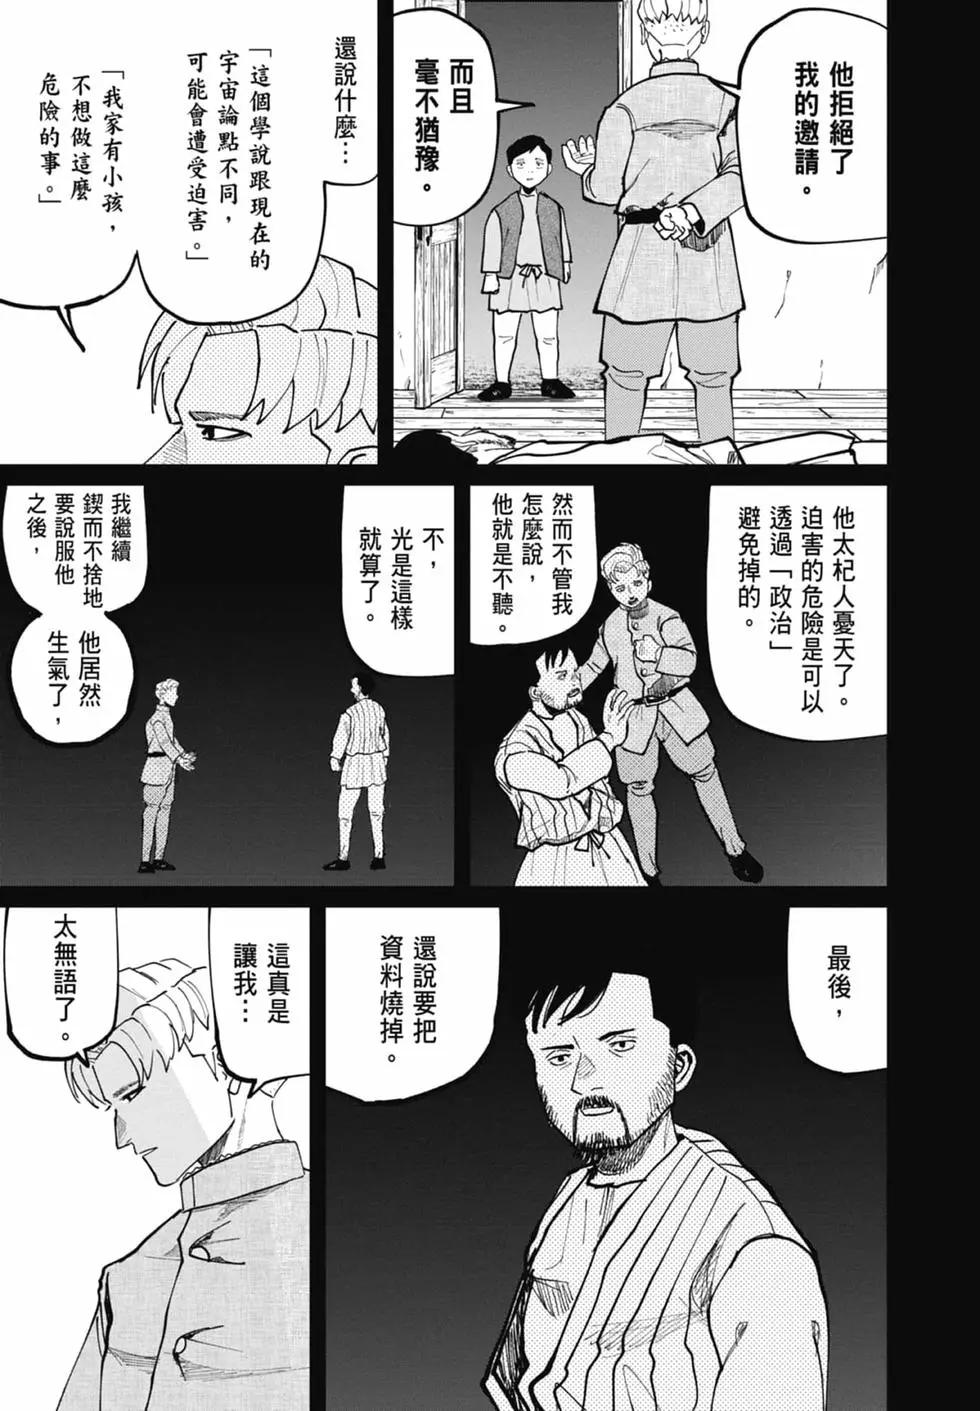 他拒絕了
我的邀請。
而且
毫不猶豫。
還說什麼…
「這個學說跟現在的
宇宙論點不同，
可能會遭受迫害。」
「我家有小孩，
不想做這麼
危險的事。」
他太杞人憂天了。
迫害的危險是可以
透過「政治」
避免掉的。
然而不管我
怎麼說，
他就是不聽。
不，
光是這樣
就算了。
我繼續
鍥而不捨地
要說服他
之後，
他居然
生氣了，
最後，
還說要把
資料燒掉。
這真是
讓我…
太無語了。